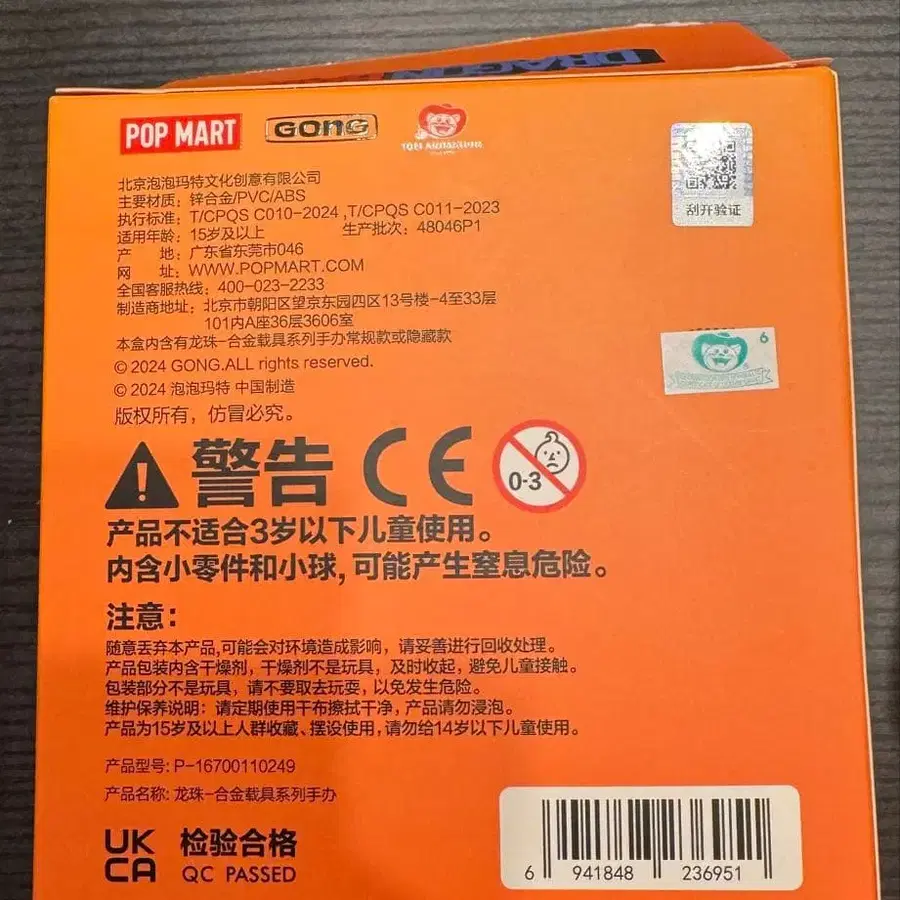 DRAGON
POP MART
GONG
TOEI ANIMATION
刮开验证
北京泡泡玛特文化创意有限公司
主要材质：锌合金/PVC/ABS
执行标准：T/CPQS C010-2024 ,T/CPQS C011-2023
适用年龄：15岁及以上 生产批次：48046P1
产 地：广东省东莞市046
网 址：WWW.POPMART.COM
全国客服热线：400-023-2233
制造商地址：北京市朝阳区望京东园四区13号楼-4至33层
101内A座36层3606室
本盒内含有龙珠-合金载具系列手办常规款或隐藏款
© 2024 GONG.ALL rights reserved.
© 2024 泡泡玛特 中国制造
版权所有，仿冒必究。
6
警告 CE 0-3
产品不适合3岁以下儿童使用。
内含小零件和小球，可能产生窒息危险。
注意：
随意丢弃本产品,可能会对环境造成影响，请妥善进行回收处理。
产品包装内含干燥剂，干燥剂不是玩具，及时收起，避免儿童接触。
包装部分不是玩具，请不要取去玩耍，以免发生危险。
维护保养说明：请定期使用干布擦拭干净，产品请勿浸泡。
产品为15岁及以上人群收藏、摆设使用，请勿给14岁以下儿童使用。
产品型号: P-16700110249
产品名称: 龙珠-合金载具系列手办
UK
CA
检验合格
QC PASSED
6 941848 236951